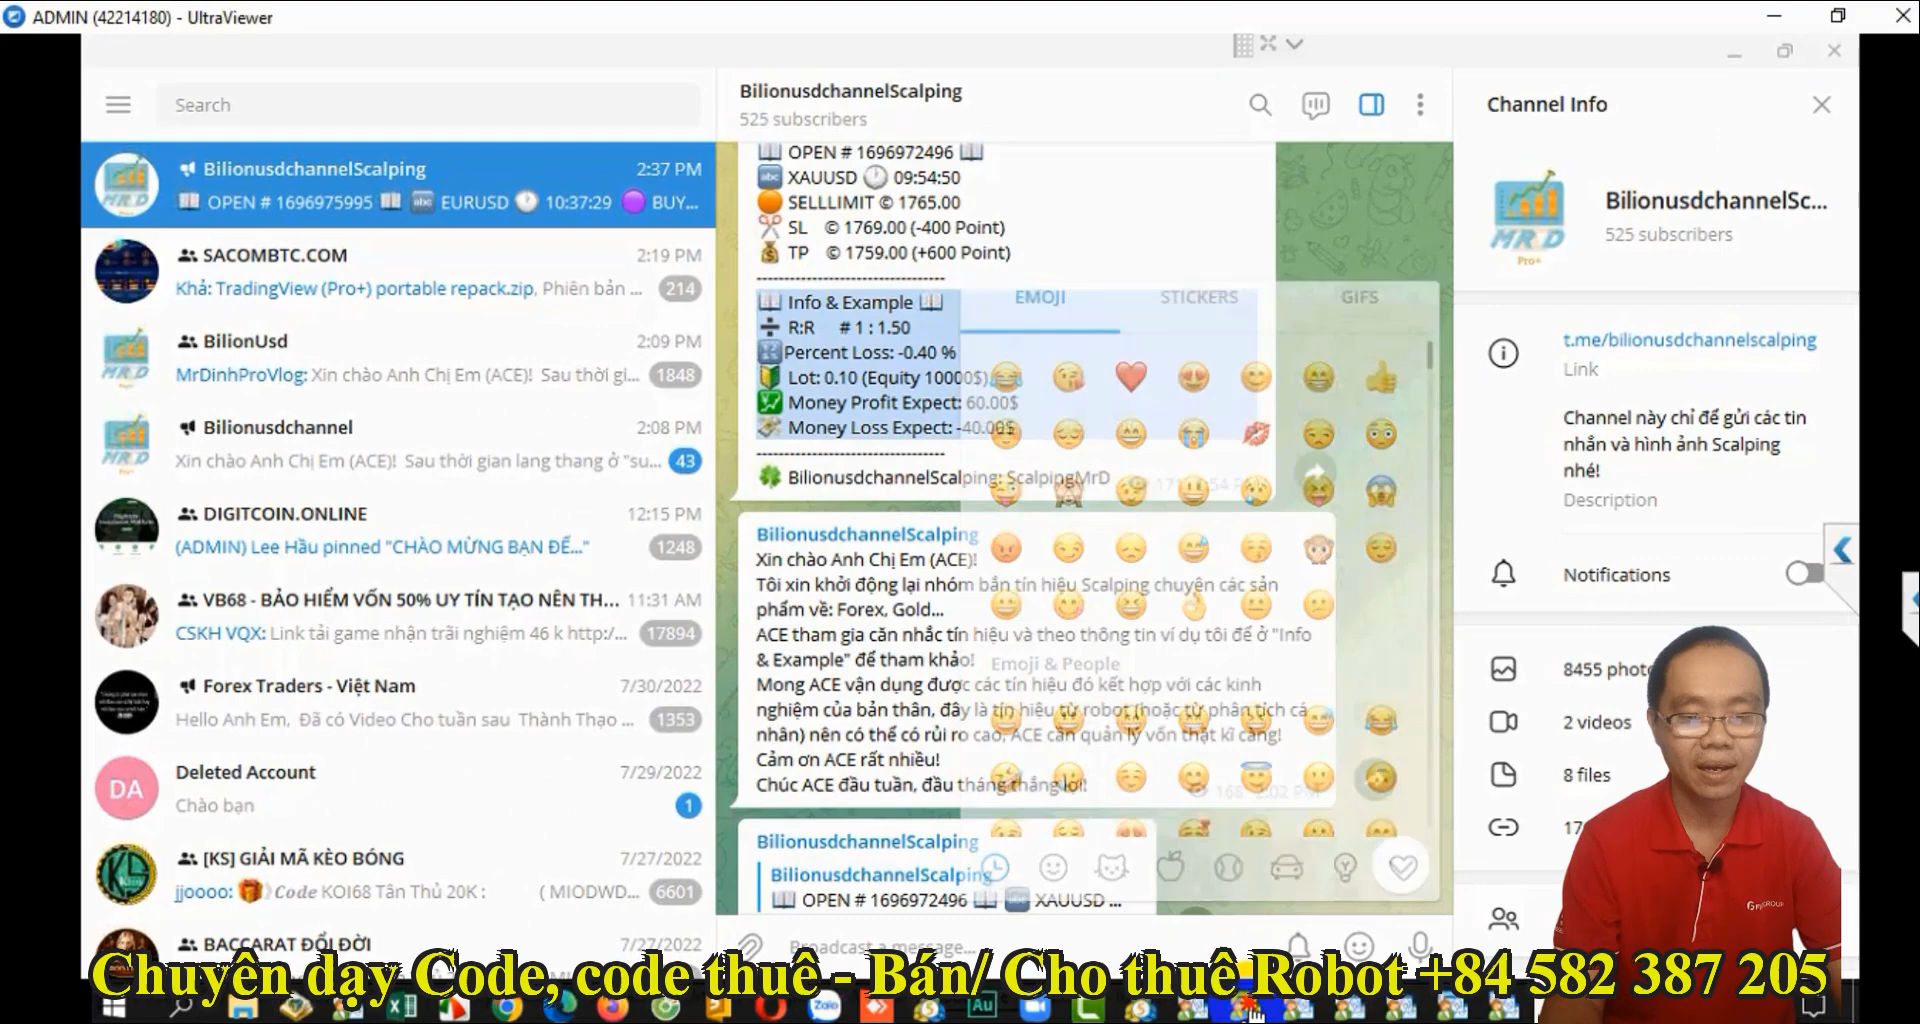 ADMIN (42214180) - UltraViewer
Search
BilionusdchannelScalping
2:37 PM
OPEN # 1696975995 EURUSD 10:37:29 BUY...
SACOMBTC.COM
2:19 PM
Khả: TradingView (Pro+) portable repack.zip, Phiên bản ...
214
BilionUsd
2:09 PM
MrDinhProVlog: Xin chào Anh Chị Em (ACE)! Sau thời gi...
1848
Bilionusdchannel
2:08 PM
Xin chào Anh Chị Em (ACE)! Sau thời gian lang thang ở "su...
43
DIGITCOIN.ONLINE
12:15 PM
(ADMIN) Lee Hầu pinned "CHÀO MỪNG BẠN ĐẾ..."
1248
VB68 - BẢO HIỂM VỐN 50% UY TÍN TẠO NÊN TH...
11:31 AM
CSKH VQX: Link tải game nhận trãi nghiệm 46 k http:/...
17894
Forex Traders - Việt Nam
7/30/2022
Hello Anh Em, Đã có Video Cho tuần sau Thành Thạo ...
1353
DA
Deleted Account
7/29/2022
Chào bạn
1
[KS] GIẢI MÃ KÈO BÓNG
7/27/2022
jjoooo: Code KOI68 Tân Thủ 20K : ( MIODWD...
6601
BACCARAT ĐỔI ĐỜI
7/27/2022
BilionusdchannelScalping
525 subscribers
OPEN # 1696972496
XAUUSD 09:54:50
SELLLIMIT © 1765.00
SL © 1769.00 (-400 Point)
TP © 1759.00 (+600 Point)
--------------------------------
Info & Example
R:R # 1 : 1.50
Percent Loss: -0.40 %
Lot: 0.10 (Equity 10000$)
Money Profit Expect: 60.00$
Money Loss Expect: -40.00$
--------------------------------
BilionusdchannelScalping: ScalpingMrD
EMOJI
STICKERS
GIFS
BilionusdchannelScalping
Xin chào Anh Chị Em (ACE)!
Tôi xin khởi động lại nhóm bắn tín hiệu Scalping chuyên các sản
phẩm về: Forex, Gold...
ACE tham gia căn nhắc tín hiệu và theo thông tin ví dụ tôi để ở "Info
& Example" để tham khảo!
Emoji & People
Mong ACE vận dụng được các tín hiệu đó kết hợp với các kinh
nghiệm của bản thân, đây là tín hiệu từ robot (hoặc từ phân tích cá
nhân) nên có thể có rủi ro cao, ACE cần quản lý vốn thật kĩ càng!
Cảm ơn ACE rất nhiều!
Chúc ACE đầu tuần, đầu tháng thắng lợi!
168 2:02 PM
BilionusdchannelScalping
BilionusdchannelScalping
OPEN # 1696972496 XAUUSD ...
Broadcast a message...
Channel Info
BilionusdchannelSc...
525 subscribers
t.me/bilionusdchannelscalping
Link
Channel này chỉ để gửi các tin
nhắn và hình ảnh Scalping
nhé!
Description
Notifications
8455 photo
2 videos
8 files
MR D
Pro+
Chuyên dạy Code, code thuê - Bán/ Cho thuê Robot +84 582 387 205
Zalo
Au